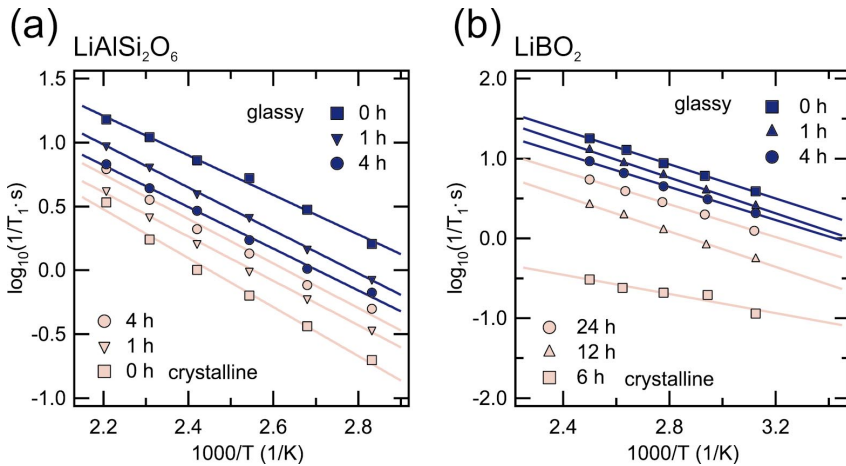 (a)
LiAlSi₂O₆
1.5
1.0
0.5
0.0
-0.5
-1.0
log₁₀(1/T₁· s)
glassy
0 h
1 h
4 h
4 h
1 h
0 h
crystalline
2.2
2.4
2.6
2.8
1000/T (1/K)
(b)
LiBO₂
2.0
1.0
0.0
-1.0
-2.0
log₁₀(1/T₁· s)
glassy
0 h
1 h
4 h
24 h
12 h
6 h
crystalline
2.4
2.8
3.2
1000/T (1/K)